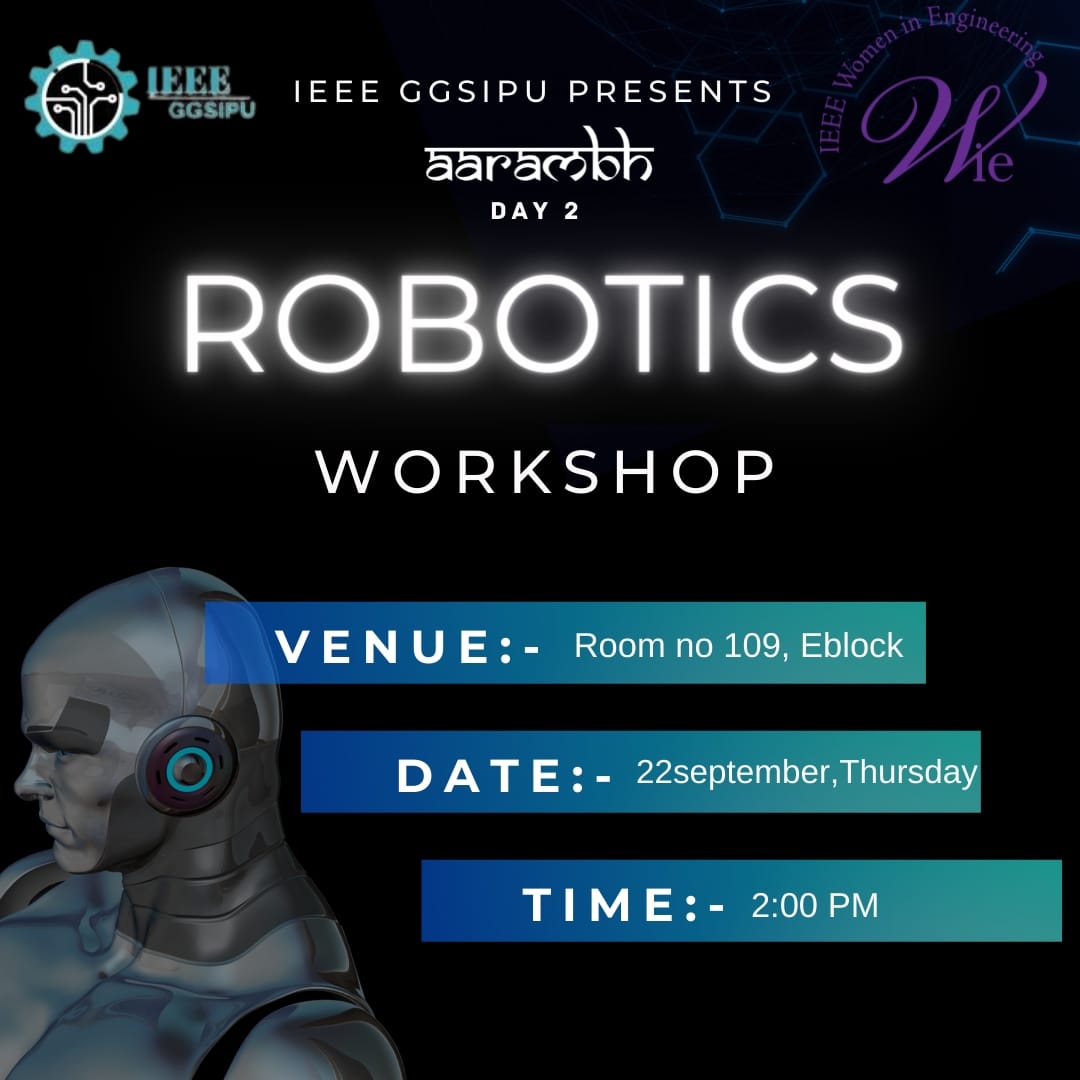 IEEE
GGSIPU
IEEE GGSIPU PRESENTS
IEEE Women in Engineering
Wie
aarambh
DAY 2
ROBOTICS
WORKSHOP
VENUE:- Room no 109, Eblock
DATE:- 22september,Thursday
TIME:- 2:00 PM